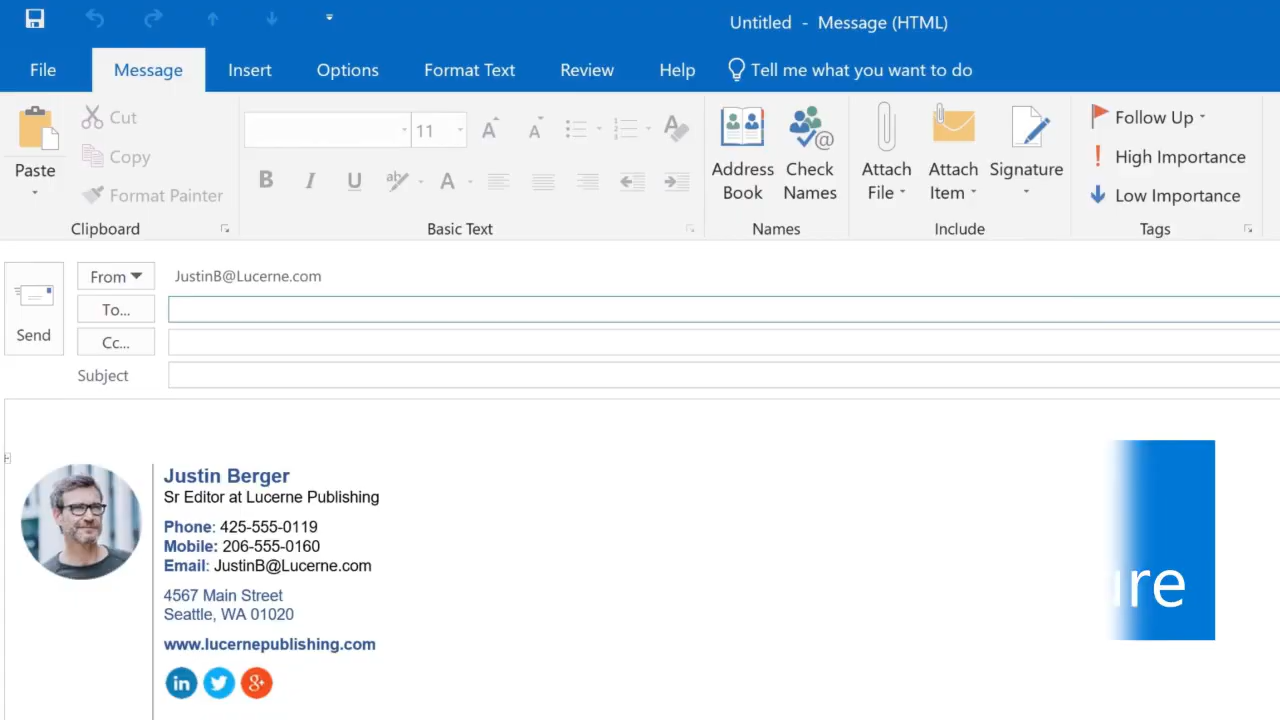 Untitled - Message (HTML)
File Message Insert Options Format Text Review Help Tell me what you want to do
Paste
Cut
Copy
Format Painter
Clipboard
11
B I U ab A
Basic Text
Address Book
Check Names
Names
Attach File
Attach Item
Signature
Include
Follow Up
High Importance
Low Importance
Tags
Send
From JustinB@Lucerne.com
To...
Cc...
Subject
Justin Berger
Sr Editor at Lucerne Publishing
Phone: 425-555-0119
Mobile: 206-555-0160
Email: JustinB@Lucerne.com
4567 Main Street
Seattle, WA 01020
www.lucernepublishing.com
in g+